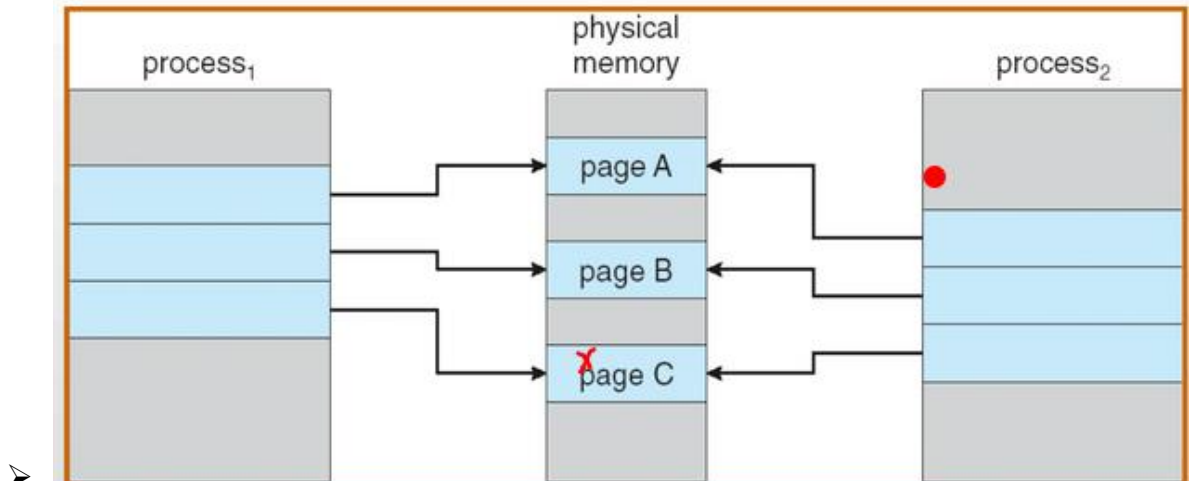 physical
memory
process₁
process₂
page A
page B
page C